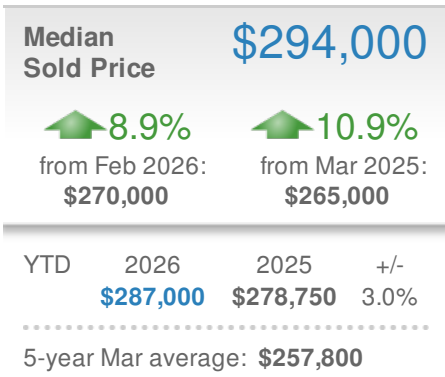 Median $294,000
Sold Price
8.9% 10.9%
from Feb 2026: from Mar 2025:
$270,000 $265,000
YTD 2026 2025 +/-
$287,000 $278,750 3.0%
5-year Mar average: $257,800